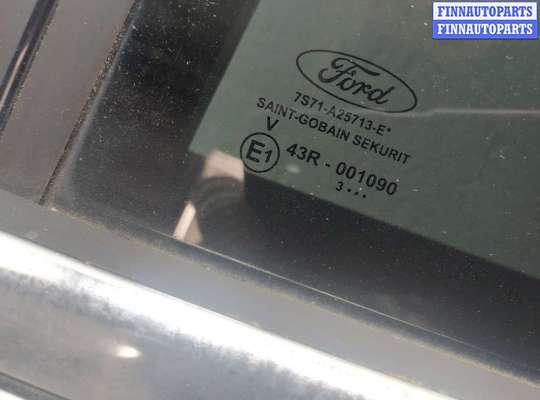 FINNAUTOPARTS
FINNAUTOPARTS
Ford
7S71-A25713-E*
SAINT-GOBAIN SEKURIT
V
E1 43R - 001090
3...